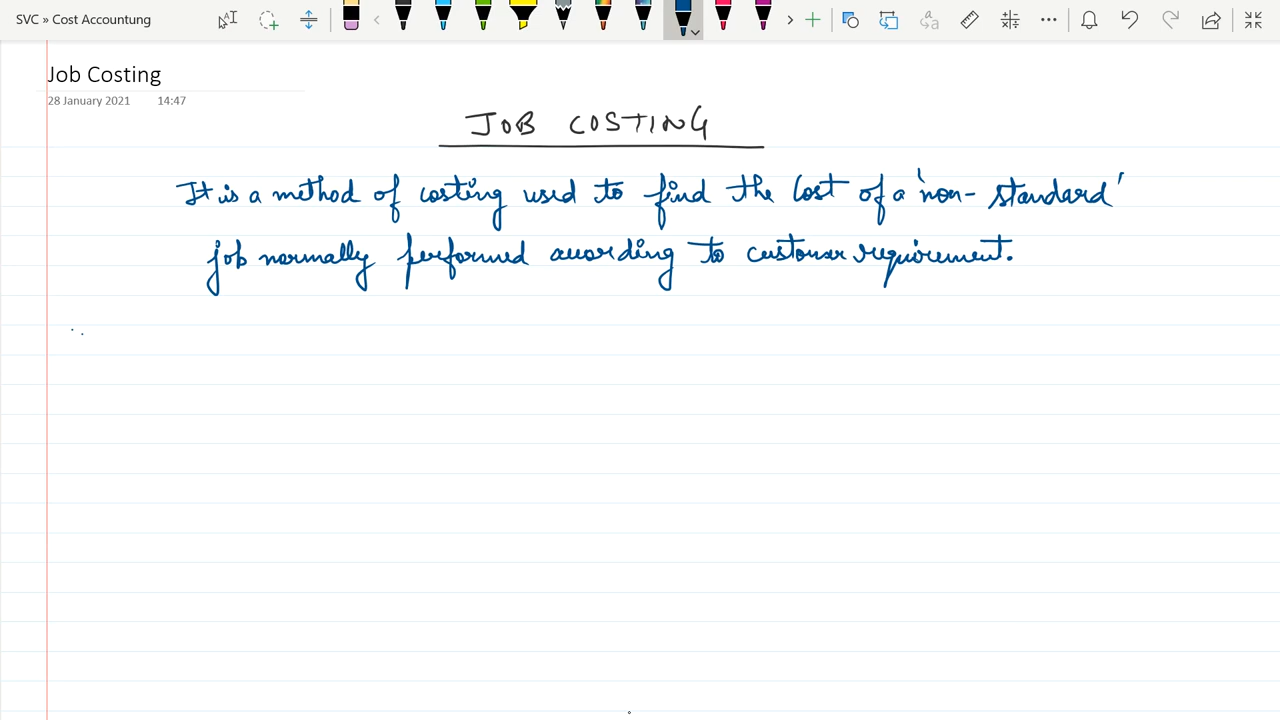 SVC » Cost Accountung
Job Costing
28 January 2021 14:47
JOB COSTING
It is a method of costing used to find the cost of a 'non-standard'
job normally performed according to customer requirement.